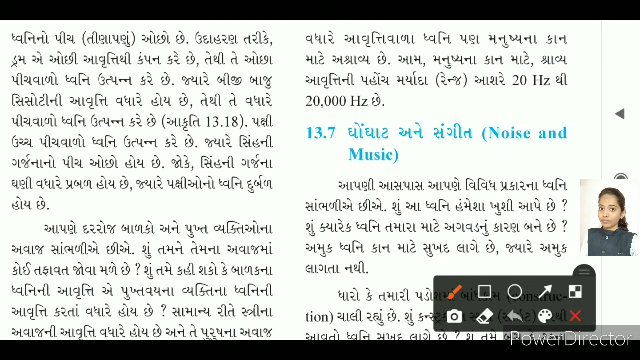 ધ્વનિનો પીચ (તીણાપણું) ઓછો છે. ઉદાહરણ તરીકે,
ડ્રમ એ ઓછી આવૃત્તિથી કંપન કરે છે, તેથી તે ઓછા
પીચવાળો ધ્વનિ ઉત્પન્ન કરે છે. જ્યારે બીજી બાજુ
સિસોટીની આવૃત્તિ વધારે હોય છે, તેથી તે વધારે
પીચવાળો ધ્વનિ ઉત્પન્ન કરે છે (આકૃતિ 13.18). પક્ષી
ઉચ્ચ પીચવાળો ધ્વનિ ઉત્પન્ન કરે છે. જ્યારે સિંહની
ગર્જનાનો પીચ ઓછો હોય છે. જોકે, સિંહની ગર્જના
ઘણી વધારે પ્રબળ હોય છે, જ્યારે પક્ષીઓનો ધ્વનિ દુર્બળ
હોય છે.
આપણે દરરોજ બાળકો અને પુખ્ત વ્યક્તિઓના
અવાજ સાંભળીએ છીએ. શું તમને તેમના અવાજમાં
કોઈ તફાવત જોવા મળે છે ? શું તમે કહી શકો કે બાળકના
ધ્વનિની આવૃત્તિ એ પુખ્તવયના વ્યક્તિના ધ્વનિની આવૃત્તિ
કરતાં વધારે હોય છે ? સામાન્ય રીતે સ્ત્રીના
અવાજની આવૃત્તિ વધારે હોય છે અને તે પુરુષના અવાજ
વધારે આવૃત્તિવાળા ધ્વનિ પણ મનુષ્યના કાન
માટે અશ્રાવ્ય છે. આમ, મનુષ્યના કાન માટે, શ્રાવ્ય
આવૃત્તિની પહોંચ મર્યાદા (રેન્જ) આશરે 20 Hz થી
20,000 Hz છે.
13.7 ઘોંઘાટ અને સંગીત (Noise and
Music)
આપણી આસપાસ આપણે વિવિધ પ્રકારના ધ્વનિ
સાંભળીએ છીએ. શું આ ધ્વનિ હંમેશા ખુશી આપે છે ?
શું ક્યારેક ધ્વનિ તમારા માટે અગવડનું કારણ બને છે ?
અમુક ધ્વનિ કાન માટે સુખદ લાગે છે, જ્યારે અમુક
લાગતા નથી.
ધારો કે તમારી
tion) ચાલી રહ્યું છે. શું
આવતો ધ્વનિ સુખદ લાગે છે ? શું તમે
PowerDirector